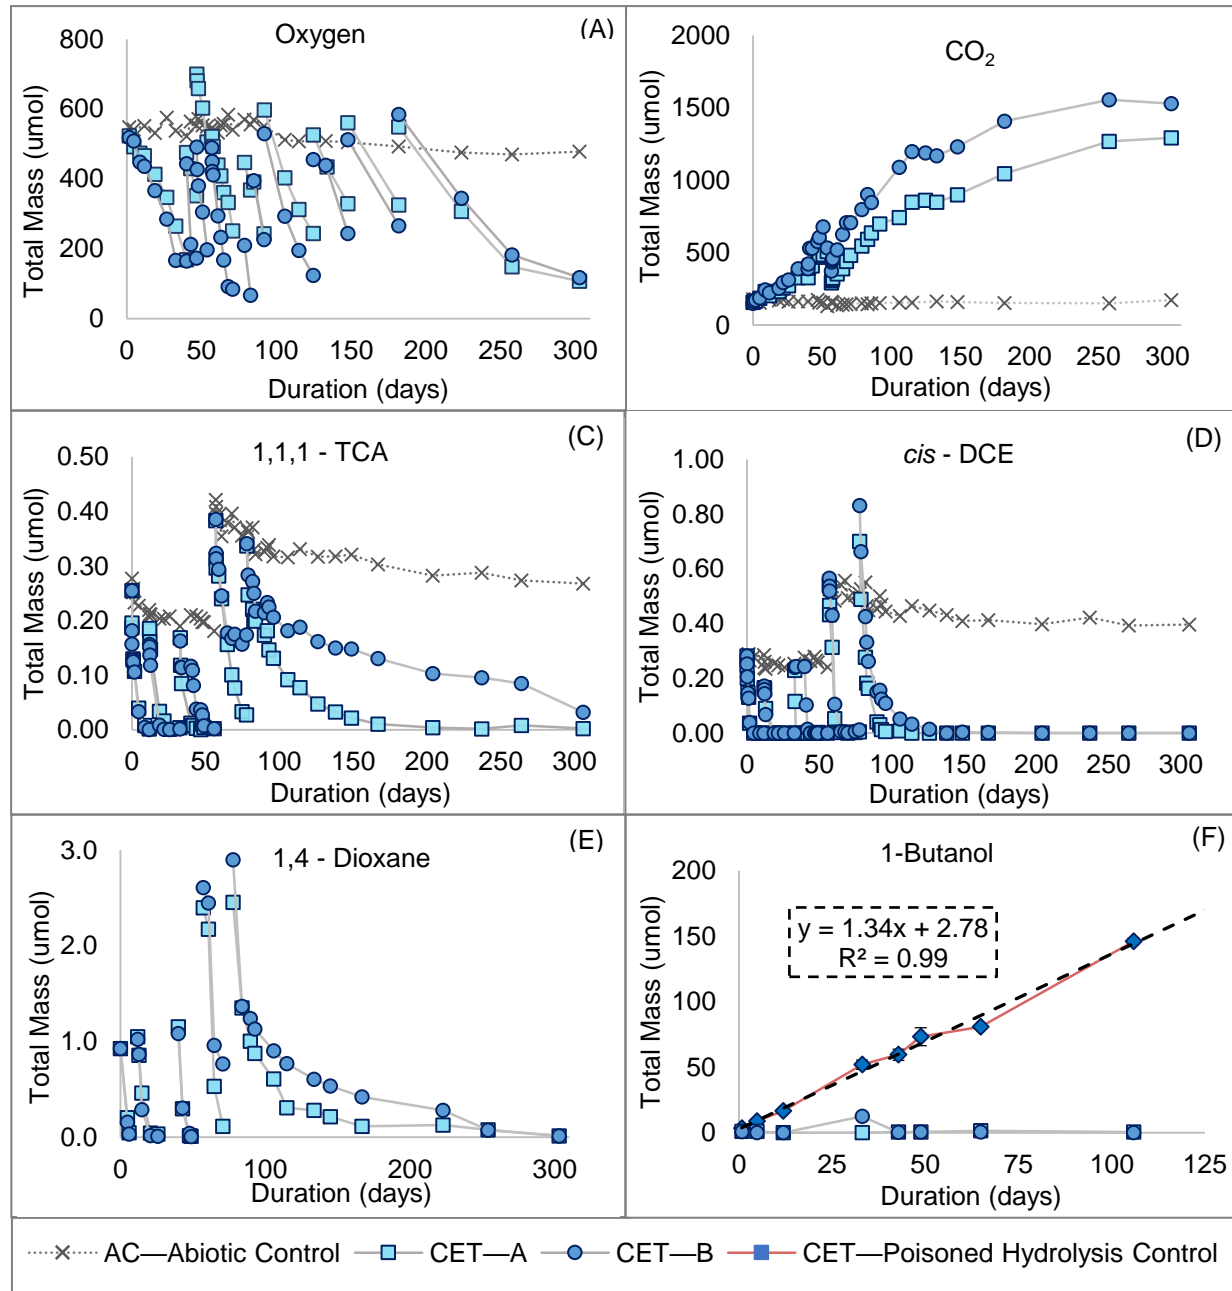 Oxygen
(A)
Total Mass (umol)
800
600
400
200
0
0 50 100 150 200 250 300
Duration (days)
CO2
Total Mass (umol)
2000
1500
1000
500
0
0 50 100 150 200 250 300
Duration (days)
1,1,1 - TCA
(C)
Total Mass (umol)
0.50
0.40
0.30
0.20
0.10
0.00
0 50 100 150 200 250 300
Duration (days)
cis - DCE
(D)
Total Mass (umol)
1.00
0.80
0.60
0.40
0.20
0.00
0 50 100 150 200 250 300
Duration (days)
1,4 - Dioxane
(E)
Total Mass (umol)
3.0
2.0
1.0
0.0
0 100 200 300
Duration (days)
1-Butanol
(F)
Total Mass (umol)
200
150
100
50
0
y = 1.34x + 2.78
R² = 0.99
0 25 50 75 100 125
Duration (days)
AC—Abiotic Control CET—A CET—B CET—Poisoned Hydrolysis Control